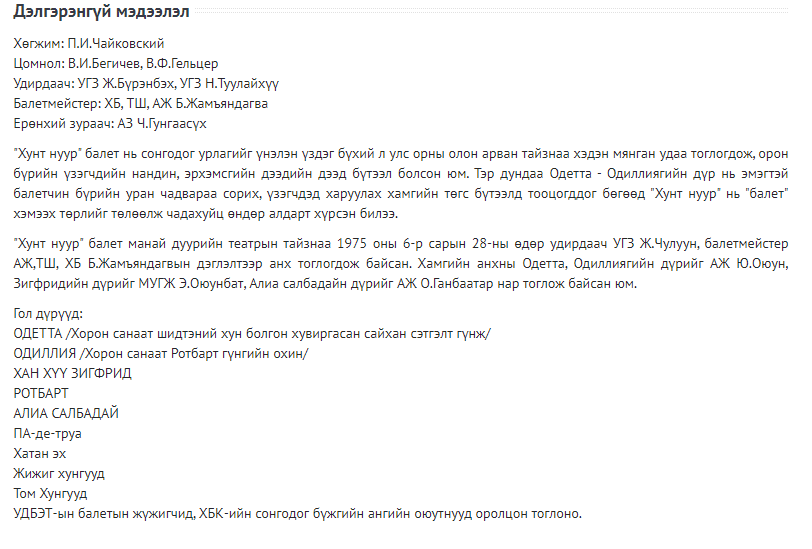 Дэлгэрэнгүй мэдээлэл
Хөгжим: П.И.Чайковский
Цомнол: В.И.Бегичев, В.Ф.Гельцер
Удирдаач: УГЗ Ж.Бүрэнбэх, УГЗ Н.Туулайхүү
Балетмейстер: ХБ, ТШ, АЖ Б.Жамъяндагва
Ерөнхий зураач: АЗ Ч.Гунгаасүх
"Хунт нуур" балет нь сонгодог урлагийг үнэлэн үздэг бүхий л улс орны олон арван тайзнаа хэдэн мянган удаа тоглогдож, орон
бүрийн үзэгчдийн нандин, эрхэмсгийн дээдийн дээд бүтээл болсон юм. Тэр дундаа Одетта - Одиллиягийн дүр нь эмэгтэй
балетчин бүрийн уран чадвараа сорих, үзэгчдэд харуулах хамгийн төгс бүтээлд тооцогддог бөгөөд "Хунт нуур" нь "балет"
хэмээх төрлийг төлөөлж чадахуйц өндөр алдарт хүрсэн билээ.
"Хунт нуур" балет манай дуурийн театрын тайзнаа 1975 оны 6-р сарын 28-ны өдөр удирдаач УГЗ Ж.Чулуун, балетмейстер
АЖ,ТШ, ХБ Б.Жамъяндагвын дэглэлтээр анх тоглогдож байсан. Хамгийн анхны Одетта, Одиллиягийн дүрийг АЖ Ю.Оюун,
Зигфридийн дүрийг МУГЖ Э.Оюунбат, Алиа салбадайн дүрийг АЖ О.Ганбаатар нар тоглож байсан юм.
Гол дүрүүд:
ОДЕТТА /Хорон санаат шидтэний хун болгон хувиргасан сайхан сэтгэлт гүнж/
ОДИЛЛИЯ /Хорон санаат Ротбарт гүнгийн охин/
ХАН ХҮҮ ЗИГФРИД
РОТБАРТ
АЛИА САЛБАДАЙ
ПА-де-труа
Хатан эх
Жижиг хунгууд
Том Хунгууд
УДБЭТ-ын балетын жүжигчид, ХБК-ийн сонгодог бүжгийн ангийн оюутнууд оролцон тоглоно.